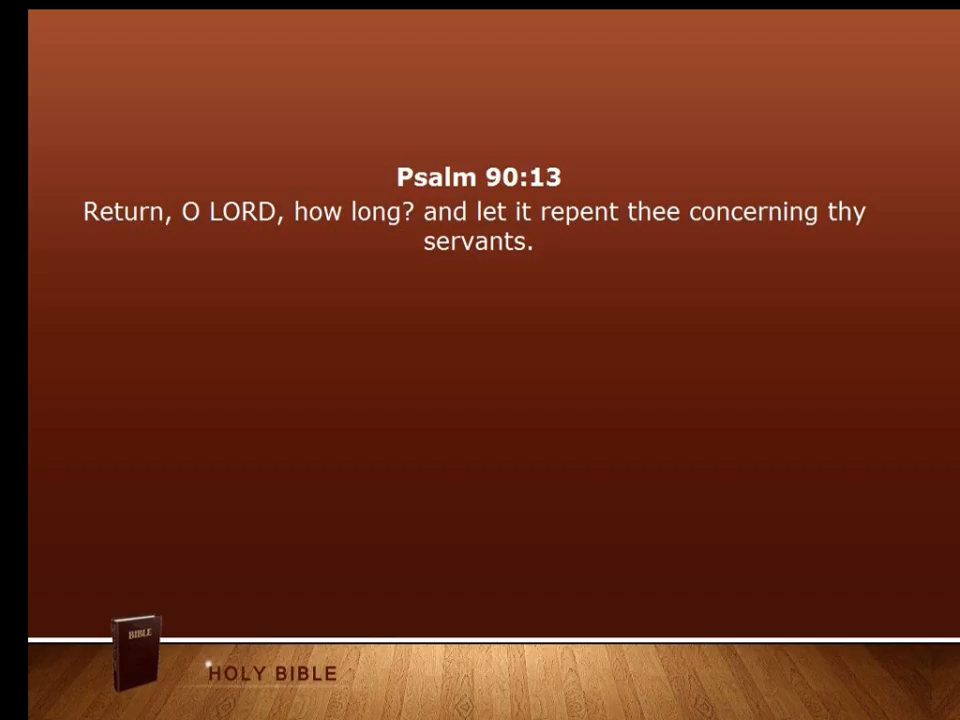 Psalm 90:13
Return, O LORD, how long? and let it repent thee concerning thy
servants.
BIBLE
HOLY BIBLE